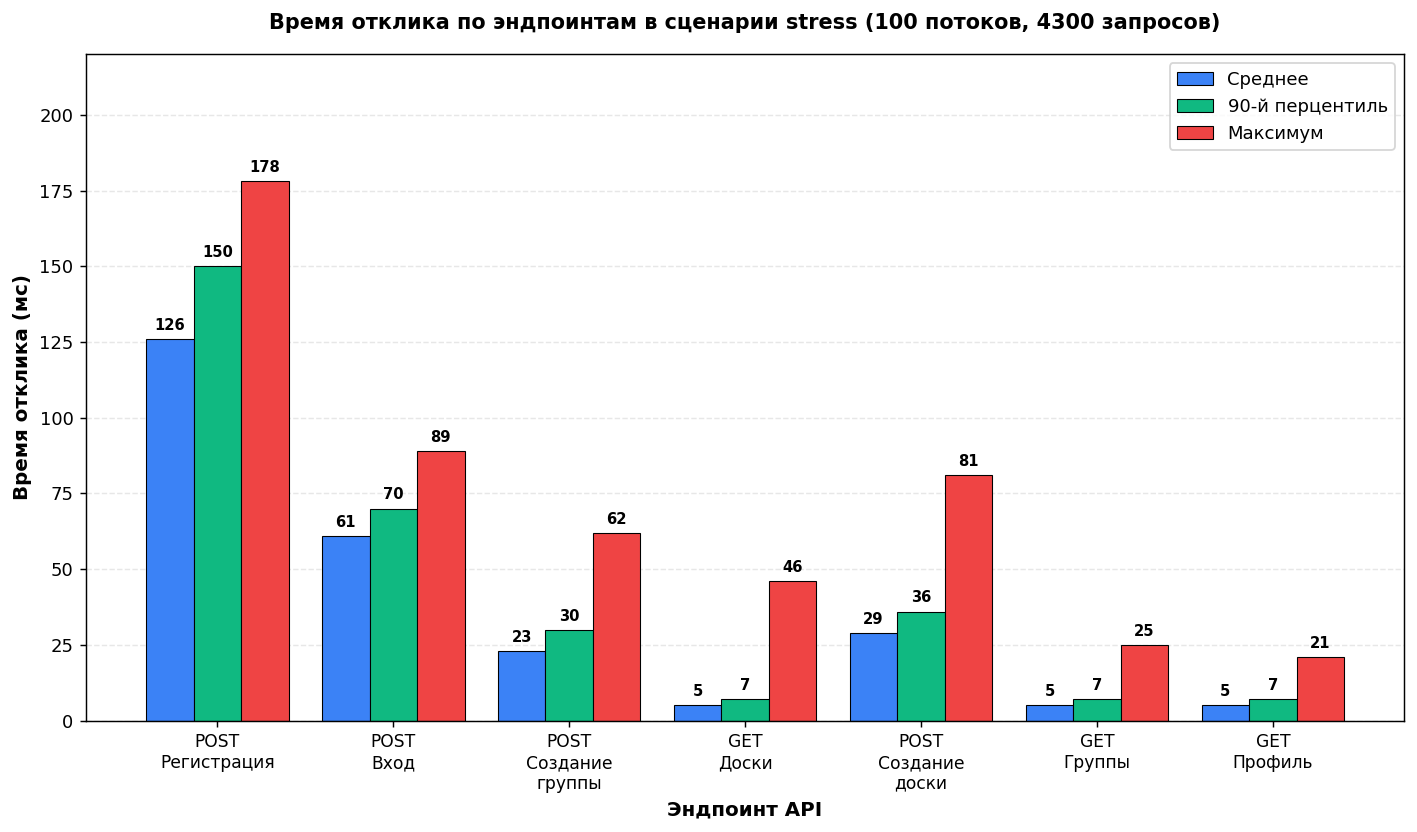 Время отклика по эндпоинтам в сценарии stress (100 потоков, 4300 запросов)
Среднее
90-й перцентиль
Максимум
Время отклика (мс)
200
175
150
125
100
75
50
25
0
126
150
178
61
70
89
23
30
62
5
7
46
29
36
81
5
7
25
5
7
21
POST
Регистрация
POST
Вход
POST
Создание
группы
GET
Доски
POST
Создание
доски
GET
Группы
GET
Профиль
Эндпоинт API